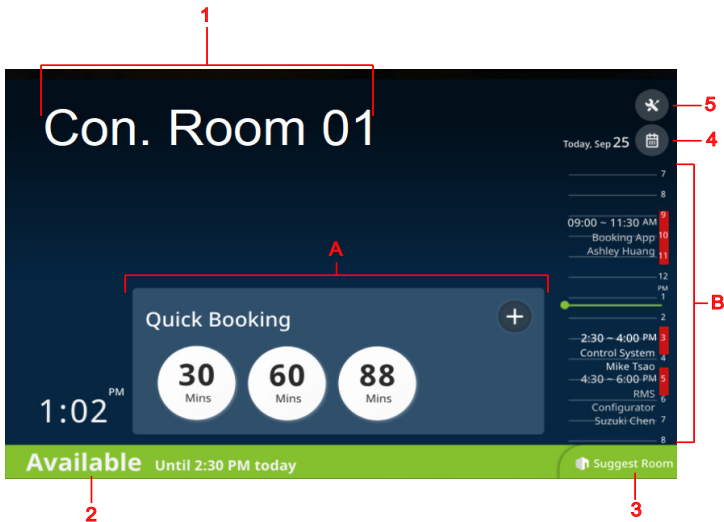 1
Con. Room 01
5
4
Today, Sep 25
7
8
9
09:00 ~ 11:30 AM
10
Booking App
Ashley Huang
11
12
PM
1
2
A
B
Quick Booking
+
30
Mins
60
Mins
88
Mins
2:30 ~ 4:00 PM
3
Control System
4
Mike Tsao
4:30 ~ 6:00 PM
5
RMS
6
Configurator
Suzuki Chen
7
8
1:02 PM
Available Until 2:30 PM today
Suggest Room
2
3